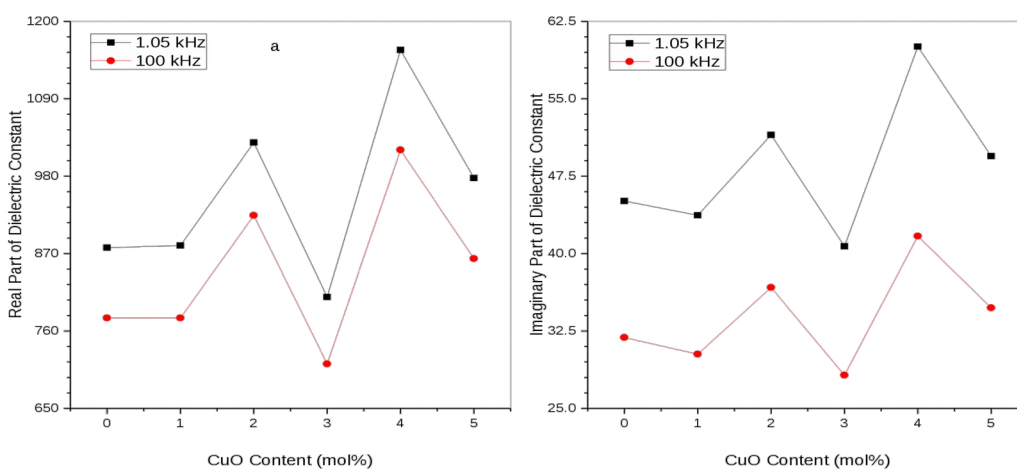 1.05 kHz
100 kHz
a
Real Part of Dielectric Constant
1200
1090
980
870
760
650
0 1 2 3 4 5
CuO Content (mol%)
1.05 kHz
100 kHz
Imaginary Part of Dielectric Constant
62.5
55.0
47.5
40.0
32.5
25.0
0 1 2 3 4 5
CuO Content (mol%)